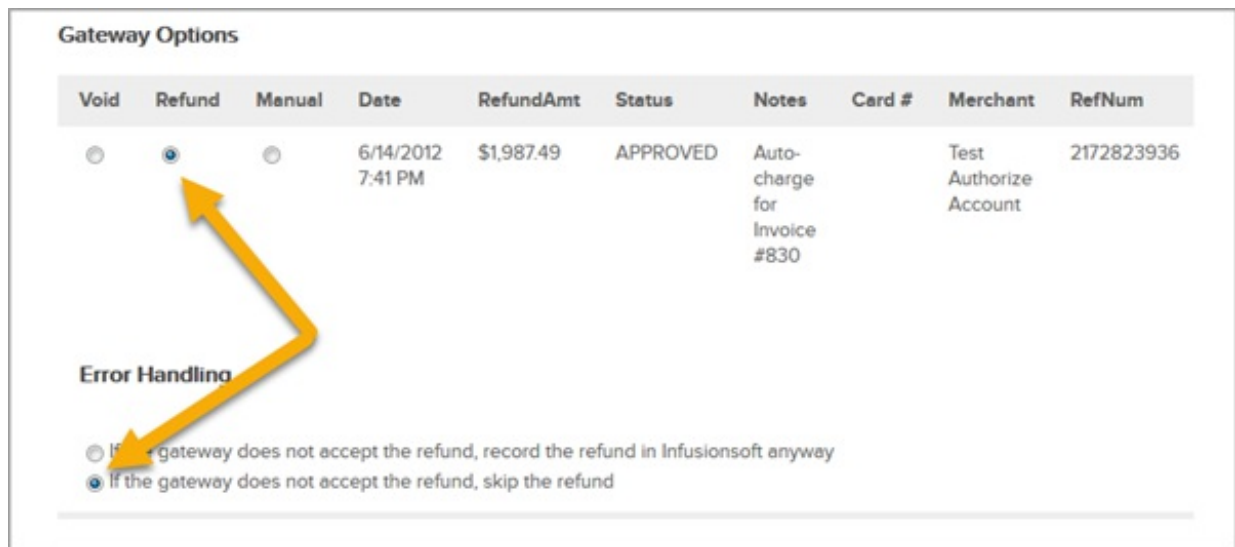 Gateway Options
Void Refund Manual Date RefundAmt Status Notes Card # Merchant RefNum
6/14/2012 $1,987.49 APPROVED Auto- Test 2172823936
7:41 PM charge Authorize
for Account
Invoice
#830
Error Handling
gateway does not accept the refund, record the refund in Infusionsoft anyway
If the gateway does not accept the refund, skip the refund